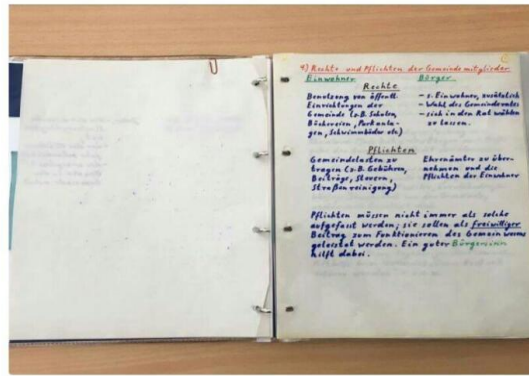 4) Rechte und Pflichten der Gemeindemitglieder
Einwohner Bürger
Rechte
Benutzung von öffentl. - s. Einwohner, zusätzlich
Einrichtungen der - Wahl des Gemeinderates
Gemeinde (z.B. Schulen, - sich in den Rat wählen
Büchereien, Parkanla- zu lassen.
gen, Schwimmbäder etc)
Pflichten
Gemeindelasten zu Ehrenämter zu über-
tragen (z.B. Gebühren, nehmen und die
Beiträge, Steuern, Pflichten der Einwohner
Straßenreinigung)
Pflichten müssen nicht immer als solche
aufgefasst werden; sie sollen als freiwilliger
Beitrag zum Funktionieren des Gemeinwesens
geleistet werden. Ein guter Bürgersinn
hilft dabei.